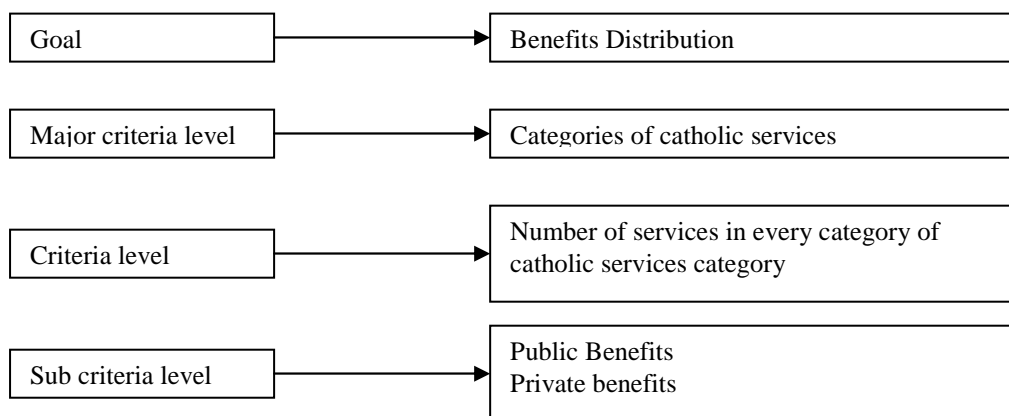 Goal
Benefits Distribution
Major criteria level
Categories of catholic services
Criteria level
Number of services in every category of
catholic services category
Sub criteria level
Public Benefits
Private benefits